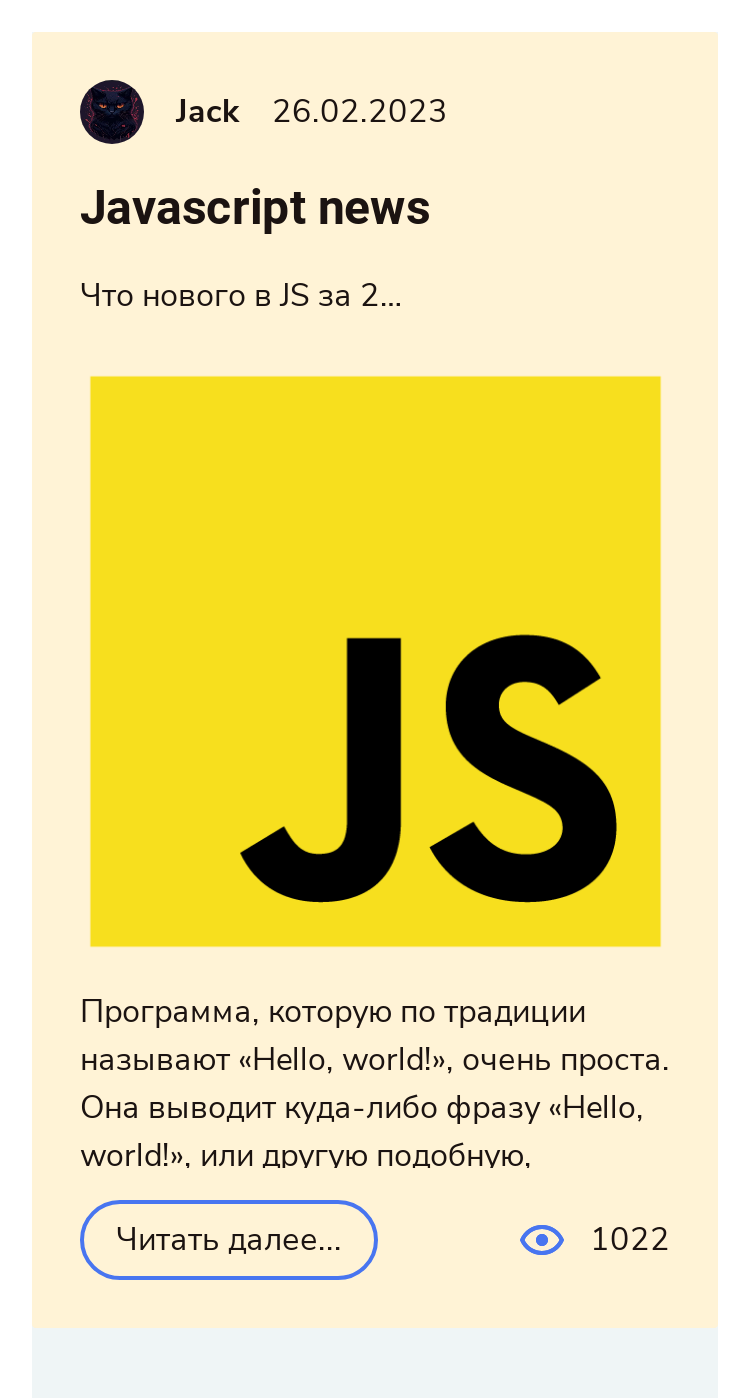 Jack 26.02.2023
Javascript news
Что нового в JS за 2...
JS
Программа, которую по традиции
называют «Hello, world!», очень проста.
Она выводит куда-либо фразу «Hello,
world!», или другую подобную,
Читать далее...
1022